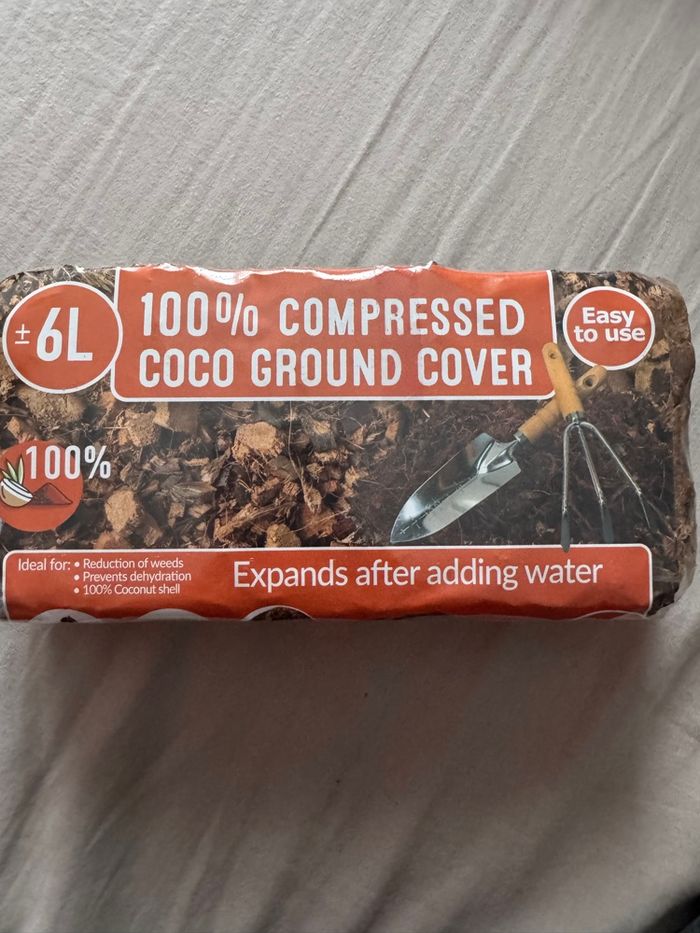 ± 6L
100% COMPRESSED
COCO GROUND COVER
Easy
to use
100%
Ideal for: • Reduction of weeds
• Prevents dehydration
• 100% Coconut shell
Expands after adding water